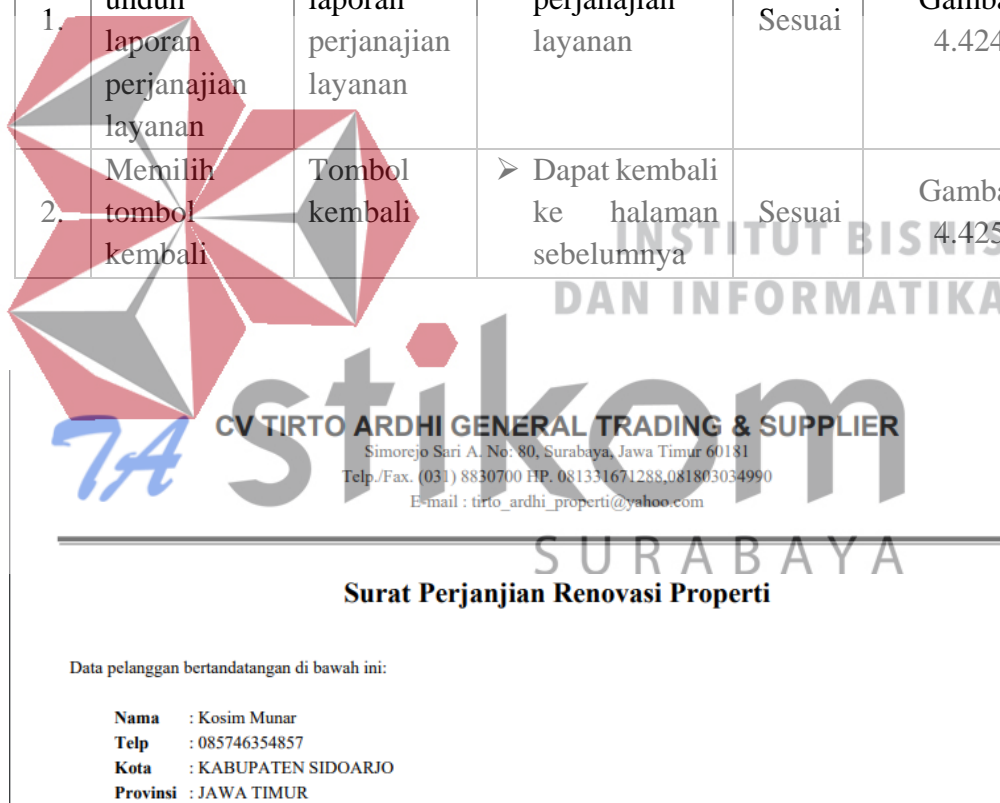 1.
unduh
laporan
perjanajian
layanan
laporan
perjanajian
layanan
perjanajian
layanan
Sesuai
4.424
2.
Memilih
tombol
kembali
Tombol
kembali
➢ Dapat kembali
ke halaman
sebelumnya
Sesuai
4.425
INSTITUT BISNIS
DAN INFORMATIKA
stikom
SURABAYA
TA
CV TIRTO ARDHI GENERAL TRADING & SUPPLIER
Simorejo Sari A. No: 80, Surabaya, Jawa Timur 60181
Telp./Fax. (031) 8830700 HP. 081331671288,081803034990
E-mail : tirto_ardhi_properti@yahoo.com
Surat Perjanjian Renovasi Properti
Data pelanggan bertandatangan di bawah ini:
Nama : Kosim Munar
Telp : 085746354857
Kota : KABUPATEN SIDOARJO
Provinsi : JAWA TIMUR